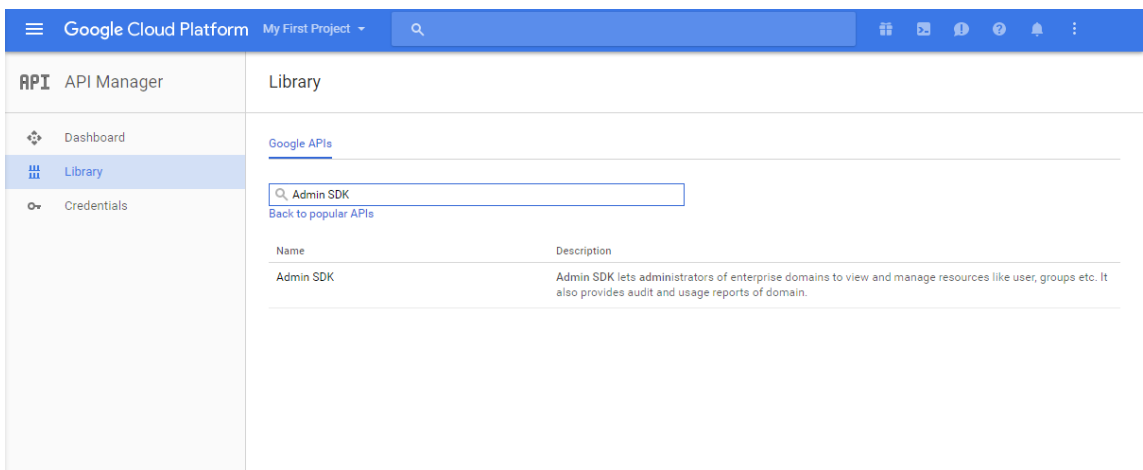 Google Cloud Platform My First Project
API API Manager
Library
Dashboard
Library
Credentials
Google APIs
Admin SDK
Back to popular APIs
Name Description
Admin SDK Admin SDK lets administrators of enterprise domains to view and manage resources like user, groups etc. It
also provides audit and usage reports of domain.